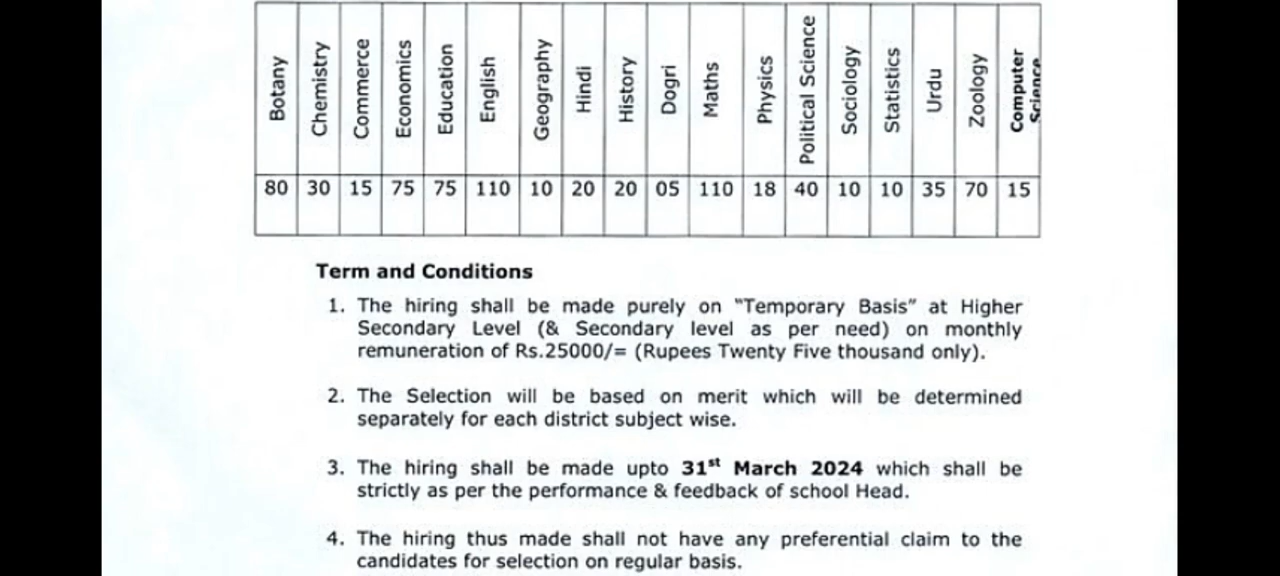 Botany Chemistry Commerce Economics Education English Geography Hindi History Dogri Maths Physics Political Science Sociology Statistics Urdu Zoology Computer Science
80 30 15 75 75 110 10 20 20 05 110 18 40 10 10 35 70 15
Term and Conditions
1. The hiring shall be made purely on "Temporary Basis" at Higher
Secondary Level (& Secondary level as per need) on monthly
remuneration of Rs.25000/= (Rupees Twenty Five thousand only).
2. The Selection will be based on merit which will be determined
separately for each district subject wise.
3. The hiring shall be made upto 31st March 2024 which shall be
strictly as per the performance & feedback of school Head.
4. The hiring thus made shall not have any preferential claim to the
candidates for selection on regular basis.